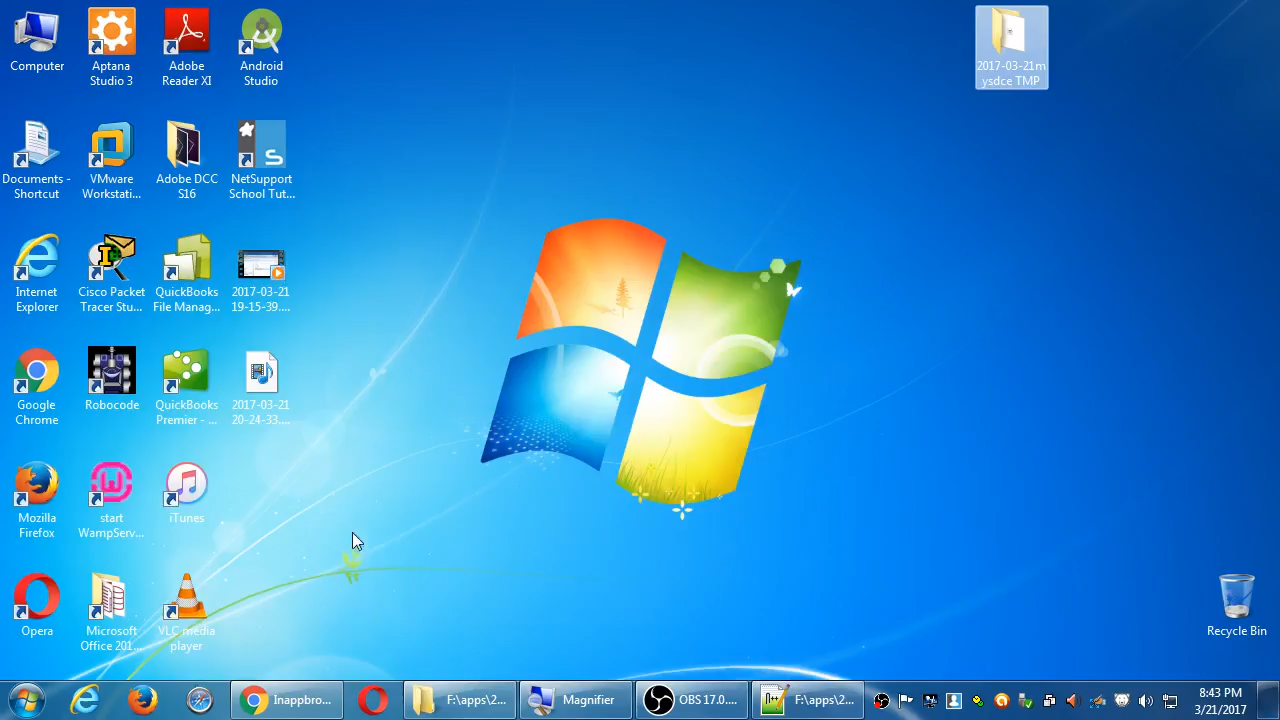 Computer
Aptana
Studio 3
Adobe
Reader XI
Android
Studio
2017-03-21m
ysdce TMP
Documents -
Shortcut
VMware
Workstati...
Adobe DCC
S16
NetSupport
School Tut...
Internet
Explorer
Cisco Packet
Tracer Stu...
QuickBooks
File Manag...
2017-03-21
19-15-39....
Google
Chrome
Robocode
QuickBooks
Premier - ...
2017-03-21
20-24-33....
Mozilla
Firefox
start
WampServ...
iTunes
Opera
Microsoft
Office 201...
VLC media
player
Recycle Bin
Inappbro...
F:\apps\2...
Magnifier
OBS 17.0....
F:\apps\2...
8:43 PM
3/21/2017